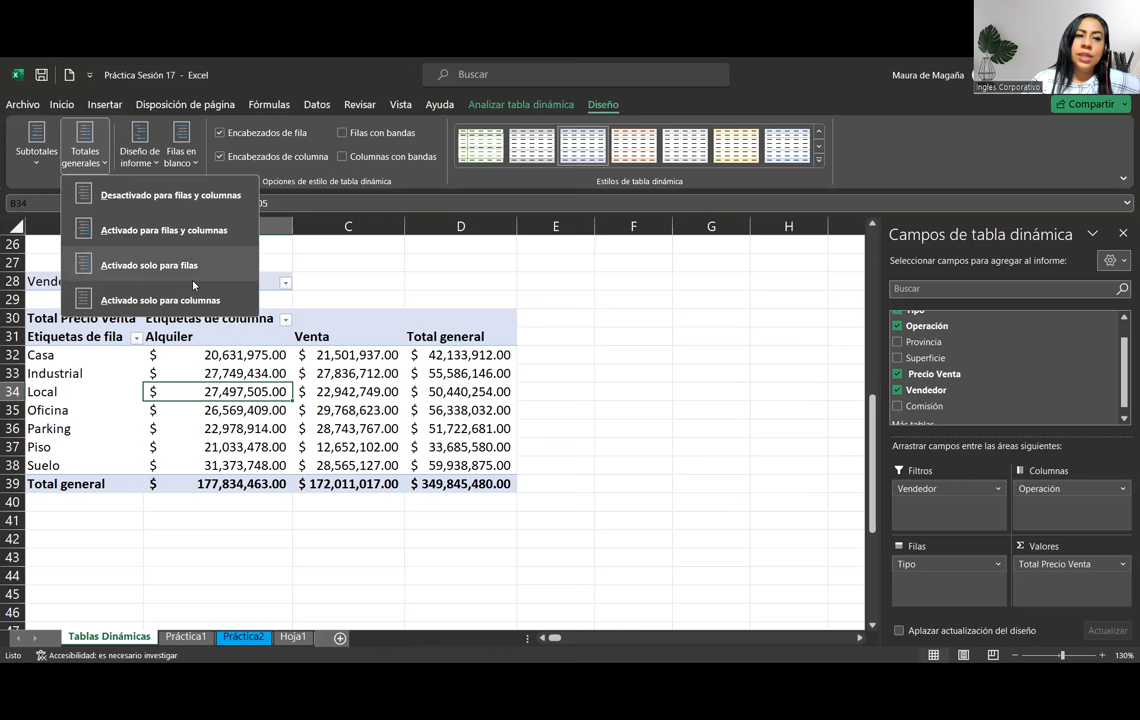 Ingles Corporativo
Práctica Sesión 17 - Excel
Buscar
Maura de Magaña
Archivo Inicio Insertar Disposición de página Fórmulas Datos Revisar Vista Ayuda Analizar tabla dinámica Diseño
Compartir
Subtotales
Totales generales
Diseño de informe
Filas en blanco
Encabezados de fila
Filas con bandas
Encabezados de columna
Columnas con bandas
Opciones de estilo de tabla dinámica
Estilos de tabla dinámica
Desactivado para filas y columnas
Activado para filas y columnas
Activado solo para filas
Activado solo para columnas
B34
05
C D E F G H
26
27
28 Vende
29
30 Total Precio Venta Etiquetas de columna
31 Etiquetas de fila Alquiler Venta Total general
32 Casa $ 20,631,975.00 $ 21,501,937.00 $ 42,133,912.00
33 Industrial $ 27,749,434.00 $ 27,836,712.00 $ 55,586,146.00
34 Local $ 27,497,505.00 $ 22,942,749.00 $ 50,440,254.00
35 Oficina $ 26,569,409.00 $ 29,768,623.00 $ 56,338,032.00
36 Parking $ 22,978,914.00 $ 28,743,767.00 $ 51,722,681.00
37 Piso $ 21,033,478.00 $ 12,652,102.00 $ 33,685,580.00
38 Suelo $ 31,373,748.00 $ 28,565,127.00 $ 59,938,875.00
39 Total general $ 177,834,463.00 $ 172,011,017.00 $ 349,845,480.00
40
41
42
43
44
45
46
Campos de tabla dinámica
Seleccionar campos para agregar al informe:
Buscar
Tipo
Operación
Provincia
Superficie
Precio Venta
Vendedor
Comisión
Más tablas
Arrastrar campos entre las áreas siguientes:
Filtros
Columnas
Vendedor
Operación
Filas
Σ Valores
Tipo
Total Precio Venta
Aplazar actualización del diseño
Actualizar
Tablas Dinámicas Práctica1 Práctica2 Hoja1
Listo
Accesibilidad: es necesario investigar
130%